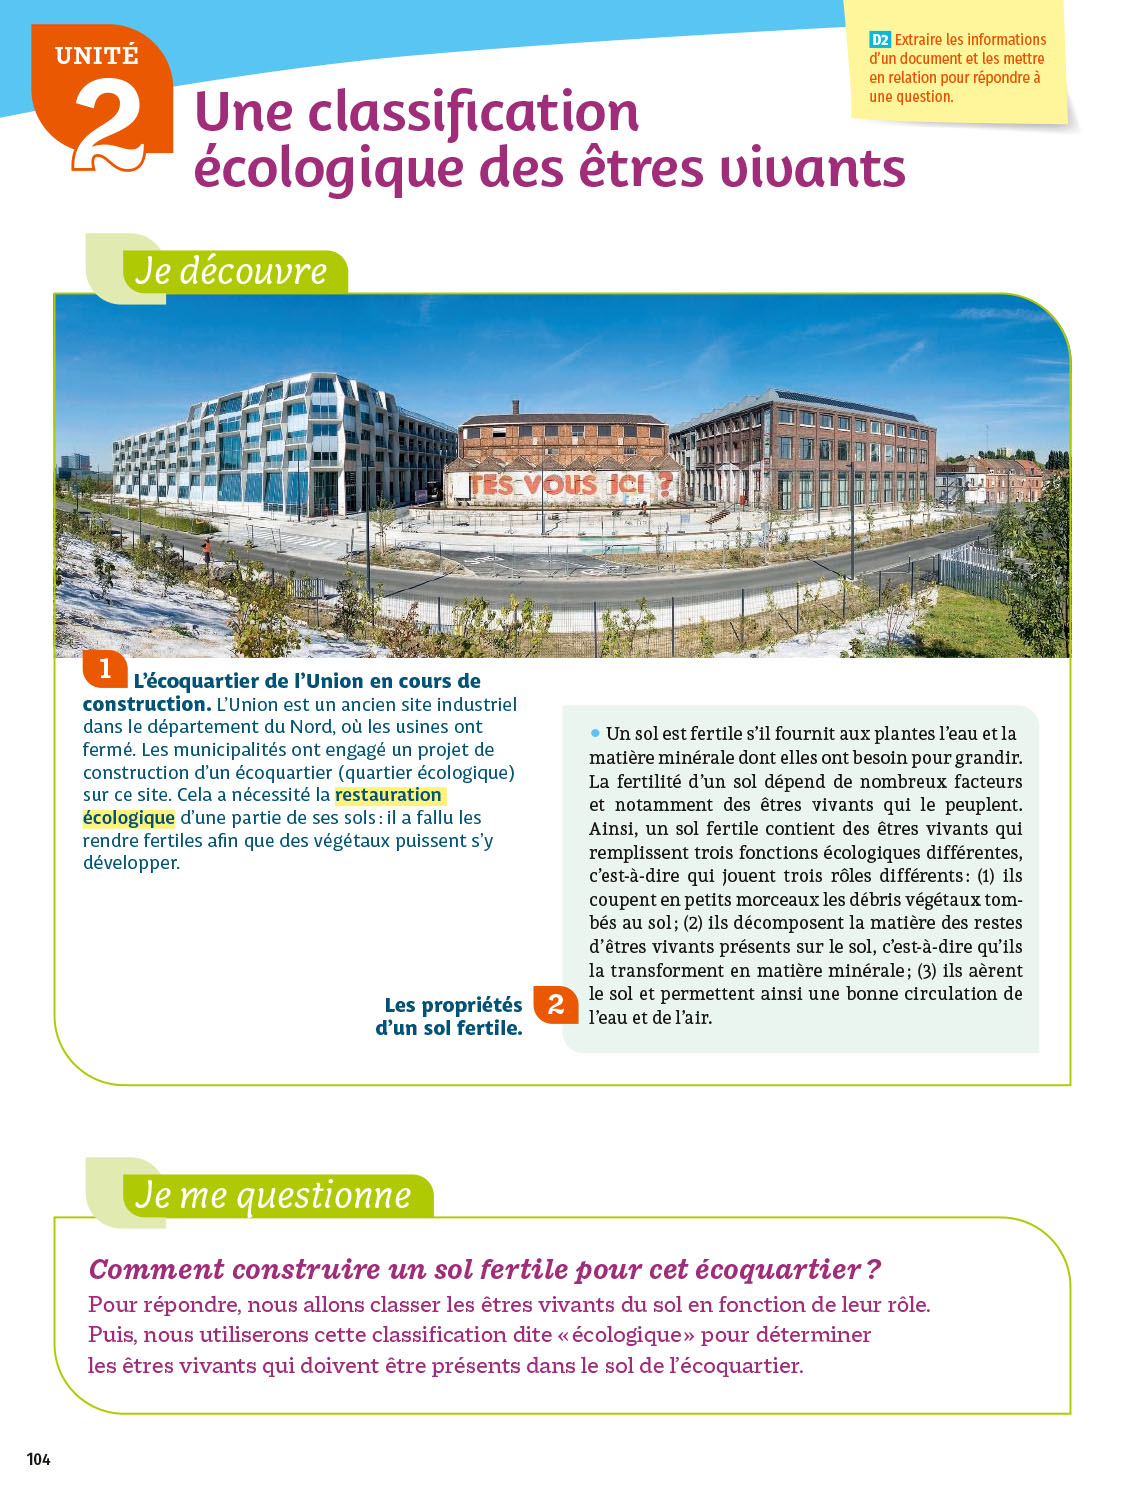 UNITÉ
2
D2 Extraire les informations
d’un document et les mettre
en relation pour répondre à
une question.
Une classification
écologique des êtres vivants
Je découvre
TES VOUS ICI ?
1 L’écoquartier de l’Union en cours de
construction. L’Union est un ancien site industriel
dans le département du Nord, où les usines ont
fermé. Les municipalités ont engagé un projet de
construction d’un écoquartier (quartier écologique)
sur ce site. Cela a nécessité la restauration
écologique d’une partie de ses sols : il a fallu les
rendre fertiles afin que des végétaux puissent s’y
développer.
• Un sol est fertile s’il fournit aux plantes l’eau et la
matière minérale dont elles ont besoin pour grandir.
La fertilité d’un sol dépend de nombreux facteurs
et notamment des êtres vivants qui le peuplent.
Ainsi, un sol fertile contient des êtres vivants qui
remplissent trois fonctions écologiques différentes,
c’est-à-dire qui jouent trois rôles différents : (1) ils
coupent en petits morceaux les débris végétaux tom-
bés au sol ; (2) ils décomposent la matière des restes
d’êtres vivants présents sur le sol, c’est-à-dire qu’ils
la transforment en matière minérale ; (3) ils aèrent
le sol et permettent ainsi une bonne circulation de
l’eau et de l’air.
Les propriétés
d’un sol fertile.
2
Je me questionne
Comment construire un sol fertile pour cet écoquartier ?
Pour répondre, nous allons classer les êtres vivants du sol en fonction de leur rôle.
Puis, nous utiliserons cette classification dite « écologique » pour déterminer
les êtres vivants qui doivent être présents dans le sol de l’écoquartier.
104